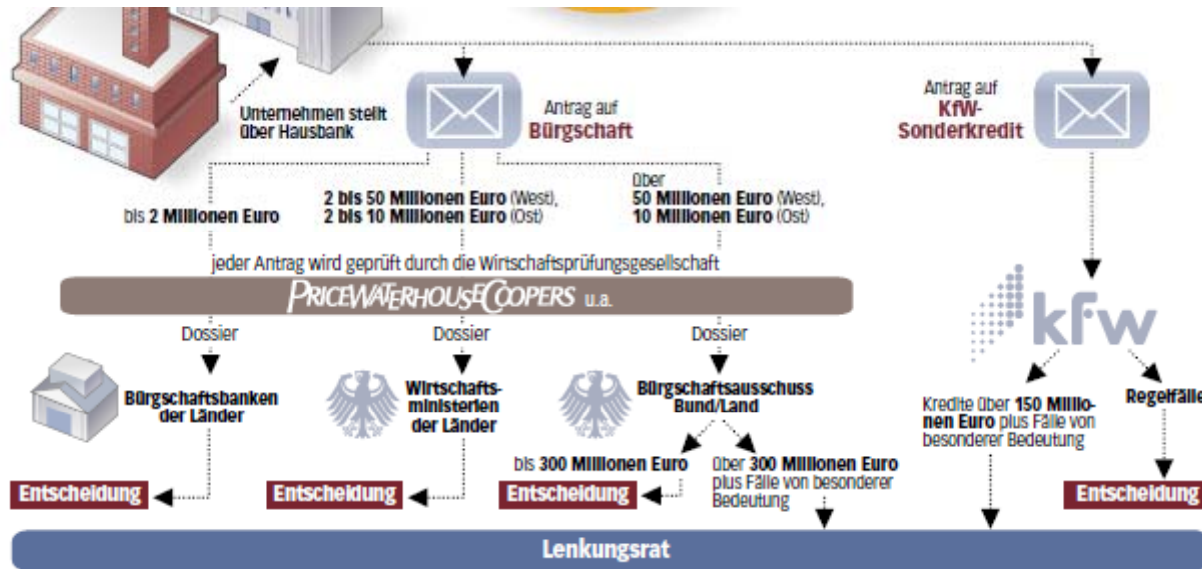 Unternehmen stellt
über Hausbank
Antrag auf
Bürgschaft
Antrag auf
KfW-
Sonderkredit
bis 2 Millionen Euro
2 bis 50 Millionen Euro (West),
2 bis 10 Millionen Euro (Ost)
über
50 Millionen Euro (West),
10 Millionen Euro (Ost)
jeder Antrag wird geprüft durch die Wirtschaftsprüfungsgesellschaft
PRICEWATERHOUSECOOPERS u.a.
Dossier
Dossier
Dossier
kfw
Bürgschaftsbanken
der Länder
Wirtschafts-
ministerien
der Länder
Bürgschaftsausschuss
Bund/Land
Kredite über 150 Millio-
nen Euro plus Fälle von
besonderer Bedeutung
Regelfälle
bis 300 Millionen Euro
über 300 Millionen Euro
plus Fälle von besonderer
Bedeutung
Entscheidung
Entscheidung
Entscheidung
Entscheidung
Lenkungsrat